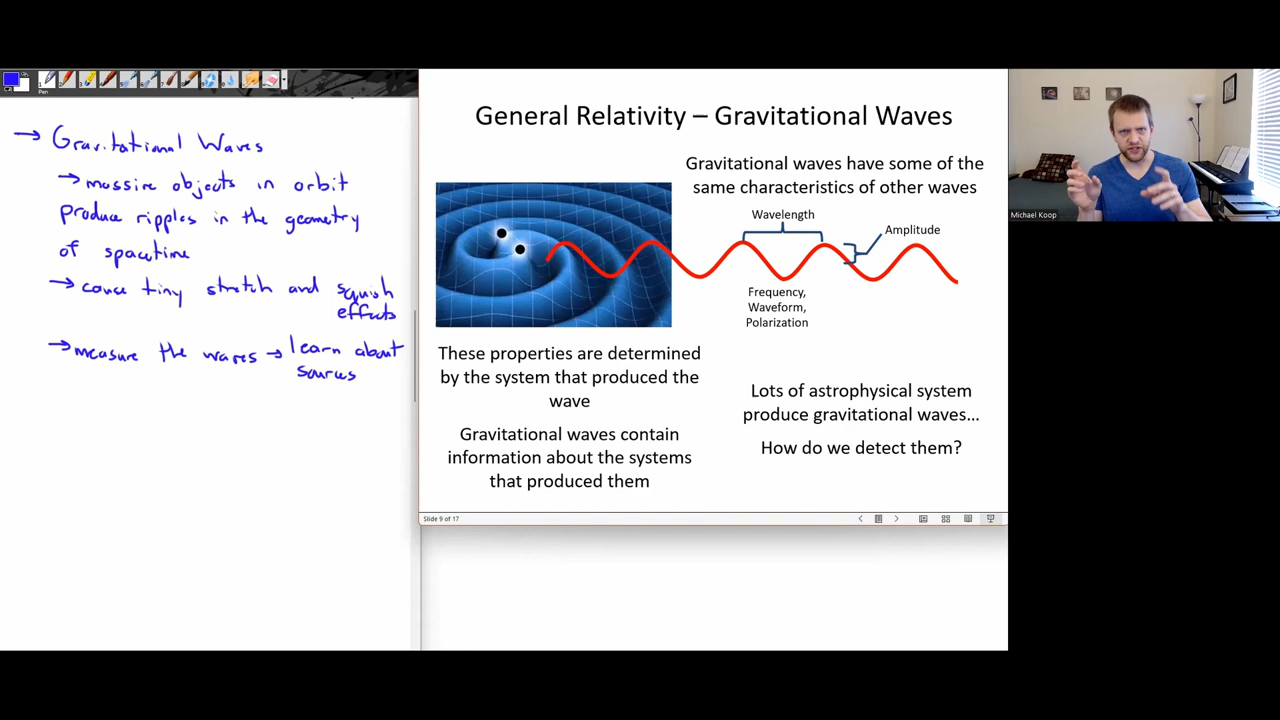 Pen
→ Gravitational Waves
→ massive objects in orbit
produce ripples in the geometry
of spacetime
→ cause tiny stretch and squish
effects
→ measure the waves → learn about
sources
General Relativity – Gravitational Waves
Gravitational waves have some of the
same characteristics of other waves
Wavelength
Amplitude
Frequency,
Waveform,
Polarization
These properties are determined
by the system that produced the
wave
Gravitational waves contain
information about the systems
that produced them
Lots of astrophysical system
produce gravitational waves...
How do we detect them?
Slide 9 of 17
Michael Koop